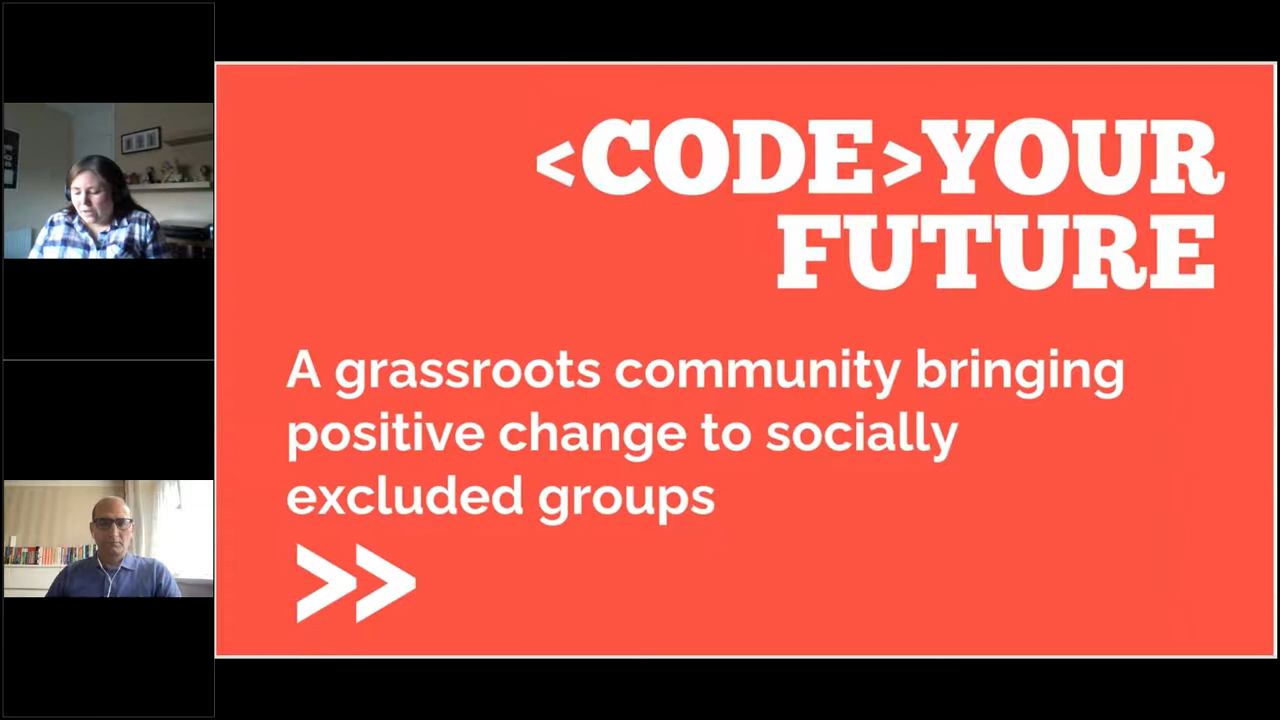 <CODE>YOUR
FUTURE
A grassroots community bringing
positive change to socially
excluded groups
>>